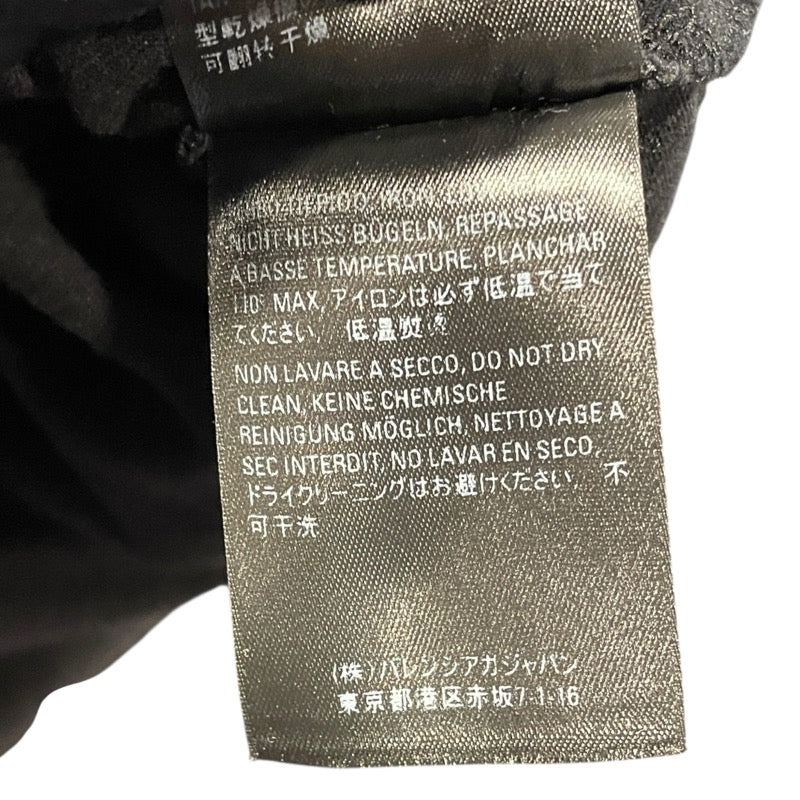 型乾燥
可翻转干燥
TIEPIDO, IRON
NICHT HEISS BÜGELN, REPASSAGE
A BASSE TEMPERATURE, PLANCHAR
110° MAX, アイロンは必ず低温で当て
てください, 低温熨烫
NON LAVARE A SECCO, DO NOT DRY
CLEAN, KEINE CHEMISCHE
REINIGUNG MÖGLICH, NETTOYAGE A
SEC INTERDIT, NO LAVAR EN SECO,
ドライクリーニングはお避けください, 不
可干洗
(株)バレンシアガジャパン
東京都港区赤坂7-1-16